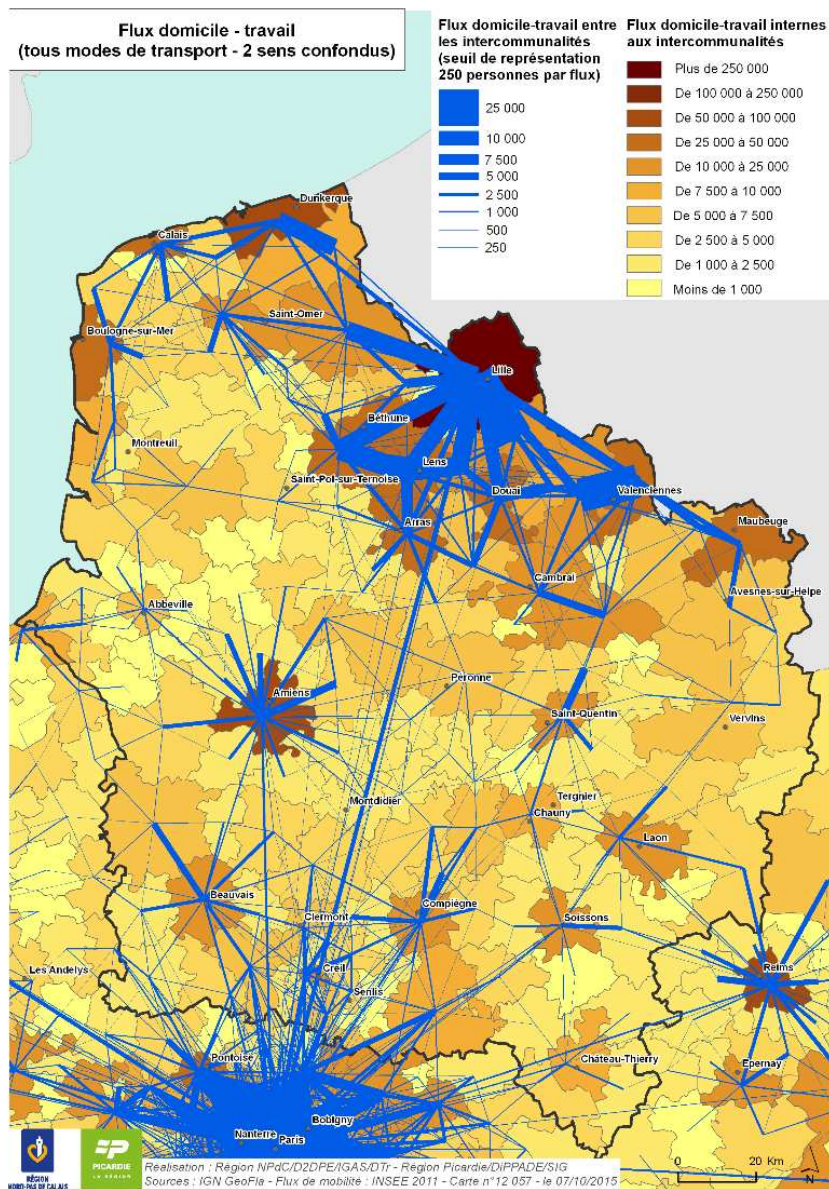 Flux domicile - travail
(tous modes de transport - 2 sens confondus)
Flux domicile-travail entre
les intercommunalités
(seuil de représentation
250 personnes par flux)
25 000
10 000
7 500
5 000
2 500
1 000
500
250
Flux domicile-travail internes
aux intercommunalités
Plus de 250 000
De 100 000 à 250 000
De 50 000 à 100 000
De 25 000 à 50 000
De 10 000 à 25 000
De 7 500 à 10 000
De 5 000 à 7 500
De 2 500 à 5 000
De 1 000 à 2 500
Moins de 1 000
Dunkerque
Calais
Saint-Omer
Boulogne-sur-Mer
Lille
Béthune
Montreuil
Lens
Saint-Pol-sur-Ternoise
Douai
Valenciennes
Arras
Maubeuge
Cambrai
Avesnes-sur-Helpe
Abbeville
Péronne
Amiens
Saint-Quentin
Vervins
Montdidier
Tergnier
Chauny
Laon
Beauvais
Compiègne
Clermont
Soissons
Creil
Les Andelys
Reims
Senlis
Pontoise
Château-Thierry
Epernay
Bobigny
Nanterre
Paris
0 20 Km
N
RÉGION
NORD-PAS DE CALAIS
PICARDIE
LA RÉGION
Réalisation : Région NPdC/D2DPE/IGAS/DTr - Région Picardie/DiPPADE/SIG
Sources : IGN GeoFla - Flux de mobilité : INSEE 2011 - Carte n°12 057 - le 07/10/2015